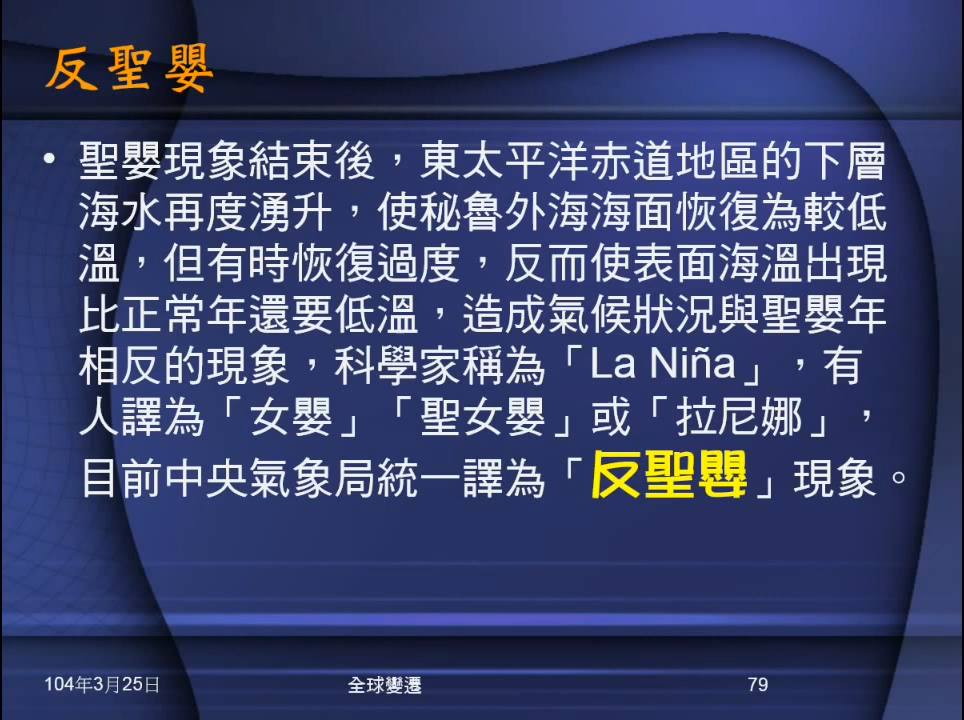 反聖嬰
• 聖嬰現象結束後，東太平洋赤道地區的下層
海水再度湧升，使秘魯外海海面恢復為較低
溫，但有時恢復過度，反而使表面海溫出現
比正常年還要低溫，造成氣候狀況與聖嬰年
相反的現象，科學家稱為「La Niña」，有
人譯為「女嬰」「聖女嬰」或「拉尼娜」，
目前中央氣象局統一譯為「反聖嬰」現象。
104年3月25日 全球變遷 79